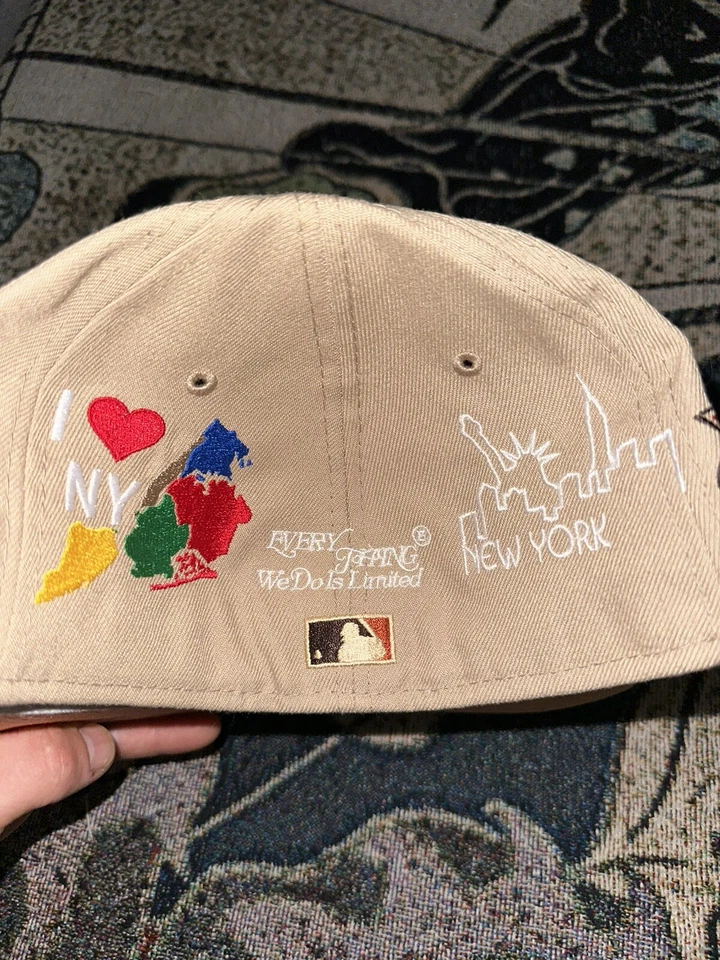 I
NY
EVERY
THING Ⓔ
We Do Is Limited
NEW YORK